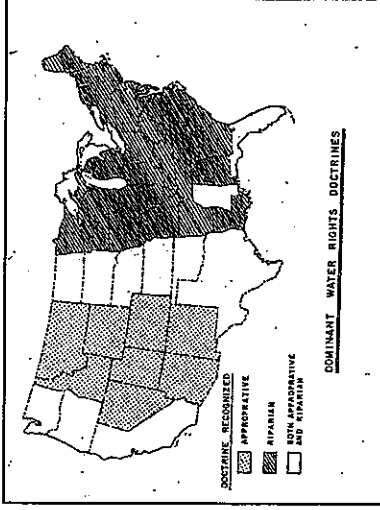 DOCTRINE RECOGNIZED
APPROPRIATIVE
RIPARIAN
BOTH APPROPRIATIVE
AND RIPARIAN
DOMINANT WATER RIGHTS DOCTRINES